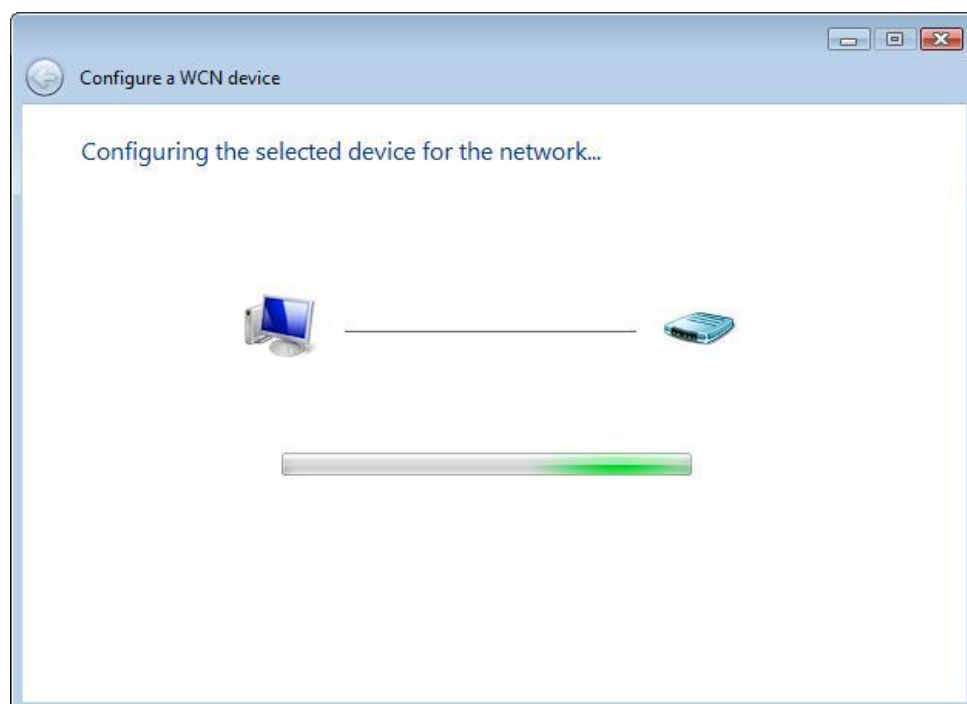 Configure a WCN device
Configuring the selected device for the network...